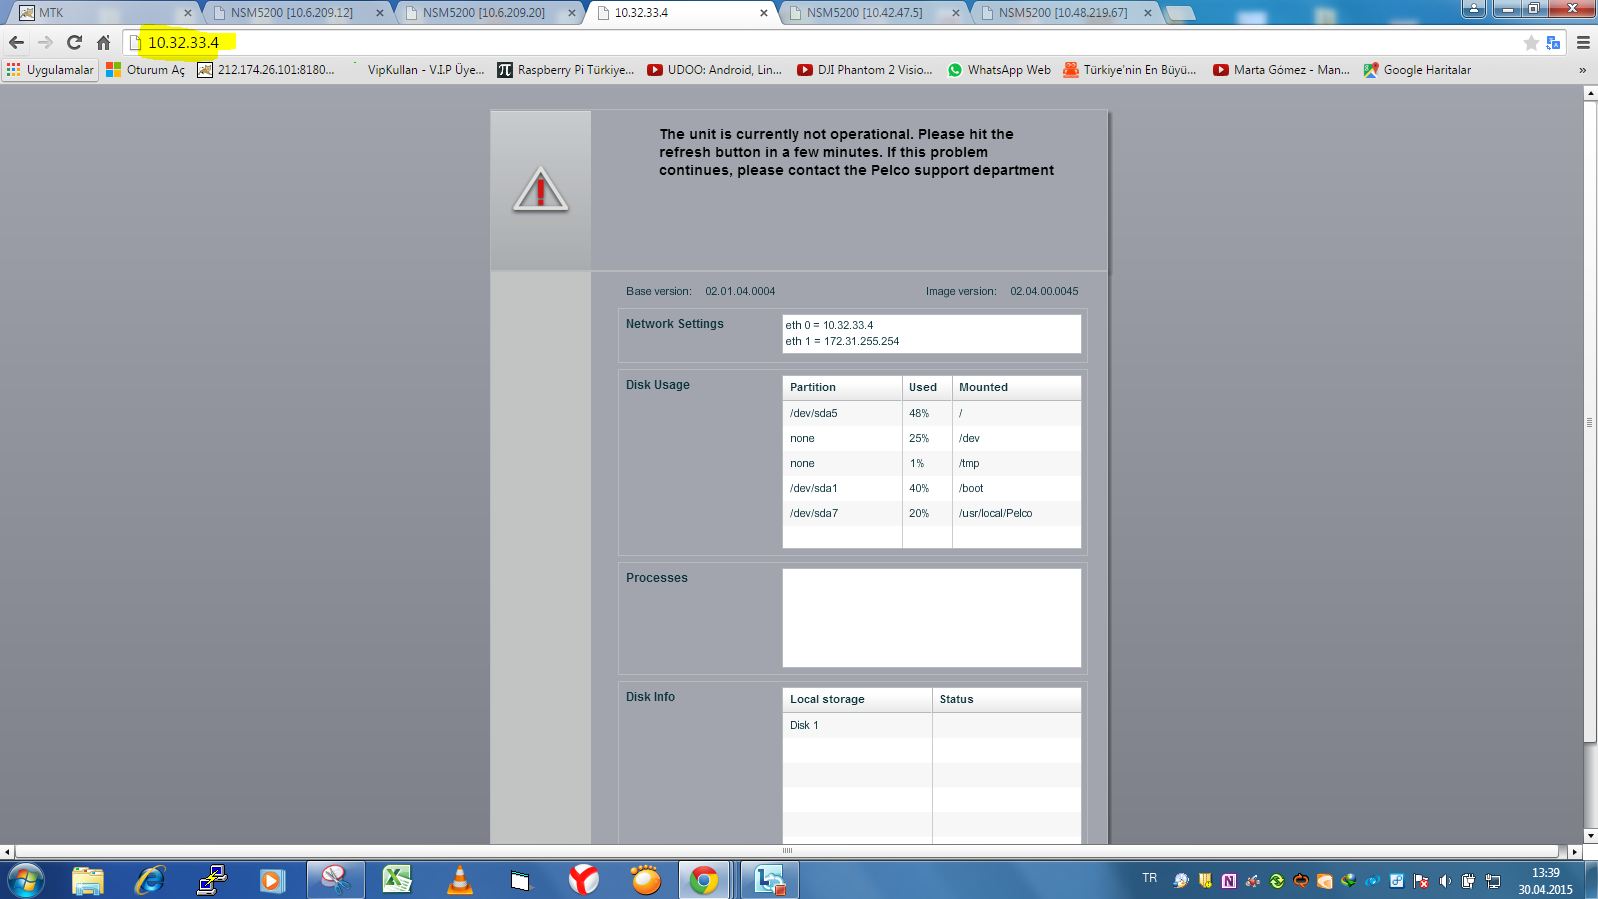 MTK
NSM5200 [10.6.209.12]
NSM5200 [10.6.209.20]
10.32.33.4
NSM5200 [10.42.47.5]
NSM5200 [10.48.219.67]
10.32.33.4
Uygulamalar
Oturum Aç
212.174.26.101:8180...
VipKullan - V.I.P Üye...
Raspberry Pi Türkiye...
UDOO: Android, Lin...
DJI Phantom 2 Visio...
WhatsApp Web
Türkiye'nin En Büyü...
Marta Gómez - Man...
Google Haritalar
»
The unit is currently not operational. Please hit the
refresh button in a few minutes. If this problem
continues, please contact the Pelco support department
Base version: 02.01.04.0004 Image version: 02.04.00.0045
Network Settings
eth 0 = 10.32.33.4
eth 1 = 172.31.255.254
Disk Usage
Partition Used Mounted
/dev/sda5 48% /
none 25% /dev
none 1% /tmp
/dev/sda1 40% /boot
/dev/sda7 20% /usr/local/Pelco
Processes
Disk Info
Local storage Status
Disk 1
TR
13:39
30.04.2015